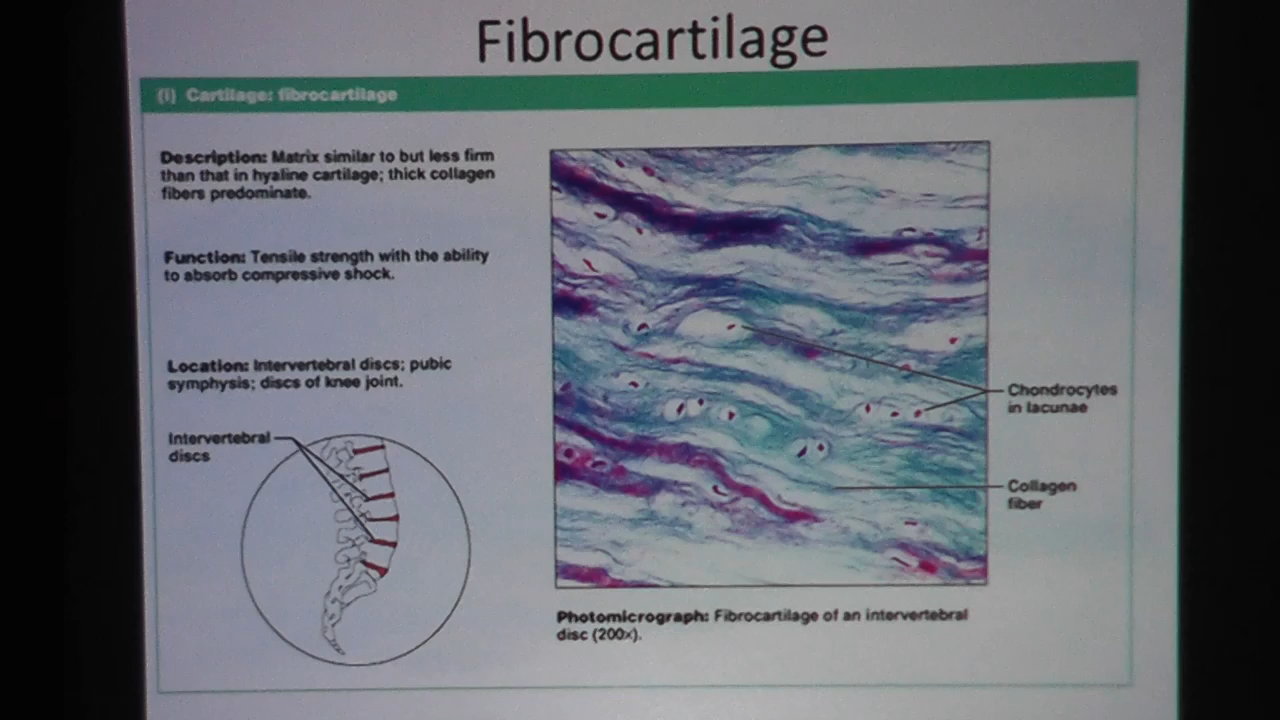 Fibrocartilage
(i) Cartilage: fibrocartilage
Description: Matrix similar to but less firm
than that in hyaline cartilage; thick collagen
fibers predominate.
Function: Tensile strength with the ability
to absorb compressive shock.
Location: Intervertebral discs; pubic
symphysis; discs of knee joint.
Intervertebral
discs
Chondrocytes
in lacunae
Collagen
fiber
Photomicrograph: Fibrocartilage of an intervertebral
disc (200x).